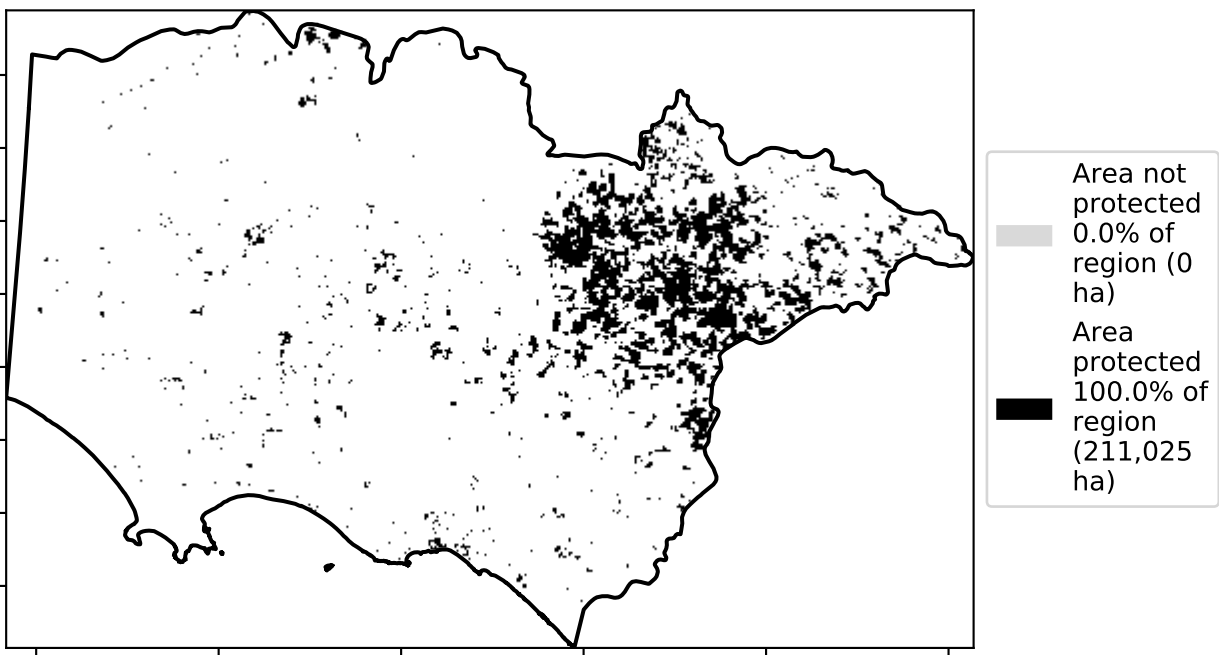 Area not
protected
0.0% of
region (0
ha)
Area
protected
100.0% of
region
(211,025
ha)